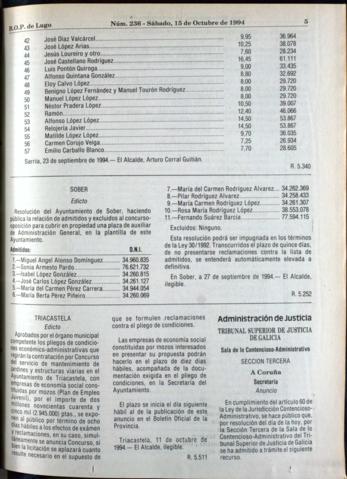 B.O.P. de Lugo
Núm. 236 - Sábado, 15 de Octubre de 1994
5
42 José Díaz Valcárcel 9,95 36.964
43 José López Arias 10,25 38.078
44 Jesús Loureiro y otro 7,60 28.234
45 José Castellano Rodríguez 16,45 61.111
46 Luis Pontón Quiroga 9,00 33.435
47 Alfonso Quintana González 8,80 32.692
48 Eloy Calvo López 8,00 29.720
49 Benigno López Fernández y Manuel Tourón Rodríguez 8,00 29.720
50 Manuel López López 8,00 29.720
51 Néstor Pradera López 10,50 39.007
52 Ramón 12,40 46.066
53 Alfonso López López 14,50 53.867
54 Relojería Javier 14,50 53.867
55 Matilde López López 9,70 36.035
56 Carmen Corujo Veiga 7,25 26.934
57 Emilio Carballo Blanco 7,70 28.605
Sarria, 23 de septiembre de 1994.— El Alcalde, Arturo Corral Guitián.
R. 5.340
SOBER
Edicto
Resolución del Ayuntamiento de Sober, haciendo
pública la relación de admitidos y excluidos al concurso-
oposición para cubrir en propiedad una plaza de auxiliar
de Administración General, en la plantilla de este
Ayuntamiento.
Admitidos: D.N.I.
1.—Miguel Angel Alonso Domínguez 34.960.835
2.—Sonia Armesto Pardo 76.621.732
3.—Isabel López González 34.260.815
4.—José Carlos López González 34.261.127
5.—María del Carmen Pérez Carrera 34.944.054
6.—María Berta Pérez Piñeiro 34.260.069
7.—María del Carmen Rodríguez Alvarez 34.262.369
8.—Pilar Rodríguez Alvarez 34.258.433
9.—María Carmen Rodríguez López 34.261.307
10.—Rosa María Rodríguez López 38.553.078
11.—Fernando Suárez Barcia 77.594.115
Excluidos: Ninguno.
Esta resolución podrá ser impugnada en los términos
de la Ley 30/1992. Transcurridos el plazo de quince días,
de no presentarse reclamaciones contra la lista de
admitidos, se entenderá automáticamente elevada a
definitiva.
En Sober, a 27 de septiembre de 1994.— El Alcalde,
ilegible.
R. 5.252
TRIACASTELA
Edicto
Aprobados por el órgano municipal
competente los pliegos de condicio-
nes económico-administrativas que
regirán la contratación por Concurso
del servicio de mantenimiento de
jardines y estructuras viarias en el
Ayuntamiento de Triacastela, con
empresas de economía social cons-
tituidas por mozos (Plan de Empleo
Juvenil), por el importe de dos
millones novecientas cuarenta y
cinco mil (2.945.000) ptas., se expo-
ne al público por término de ocho
días hábiles a los efectos de examen
y reclamaciones, en su caso, simul-
táneamente se anuncia Concurso, si
bien la licitación se aplazará cuanto
resulte necesario en el supuesto de
que se formulen reclamaciones
contra el pliego de condiciones.
Las empresas de economía social
constituidas por mozos interesados
en presentar su propuesta podrán
hacerlo en el plazo de diez días
hábiles, acompañada de la docu-
mentación exigida en el pliego de
condiciones, en la Secretaría del
Ayuntamiento.
El plazo se inicia el día siguiente
hábil al de la publicación de este
anuncio en el Boletín Oficial de la
Provincia.
Triacastela, 11 de octubre de
1994.— El Alcalde, ilegible.
R. 5.511
Administración de Justicia
TRIBUNAL SUPERIOR DE JUSTICIA
DE GALICIA
Sala de lo Contencioso-Administrativo
SECCION TERCERA
A Coruña
Secretaría
Anuncio
En cumplimiento del artículo 60 de
la Ley de la Jurisdicción Contencioso-
Administrativo, se hace público que,
por resolución del día de la hoy, por
la Sección Tercera de la Sala de lo
Contencioso-Administrativo del Tri-
bunal Superior de Justicia de Galicia
se ha admitido a trámite el siguiente
recurso.